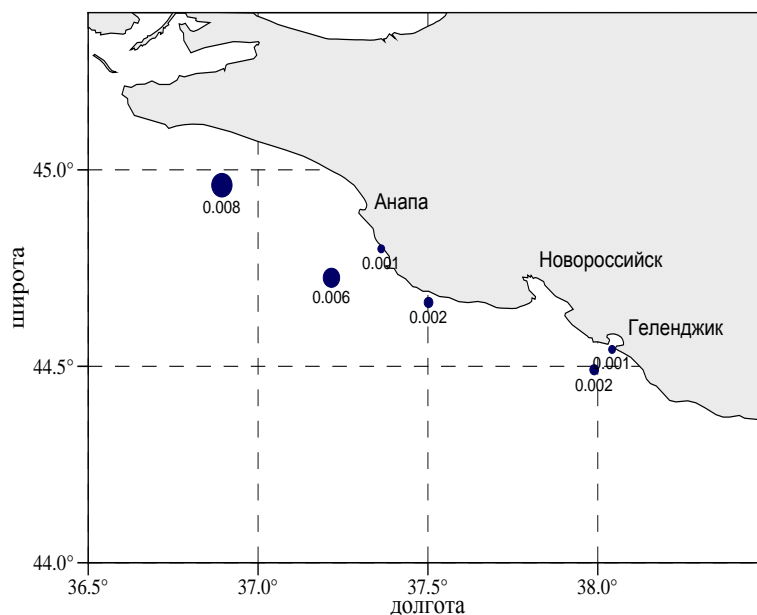 45.0°
0.008
Анапа
0.001
Новороссийск
0.006
0.002
Геленджик
0.001
44.5°
0.002
широта
44.0°
36.5°
37.0°
37.5°
38.0°
долгота